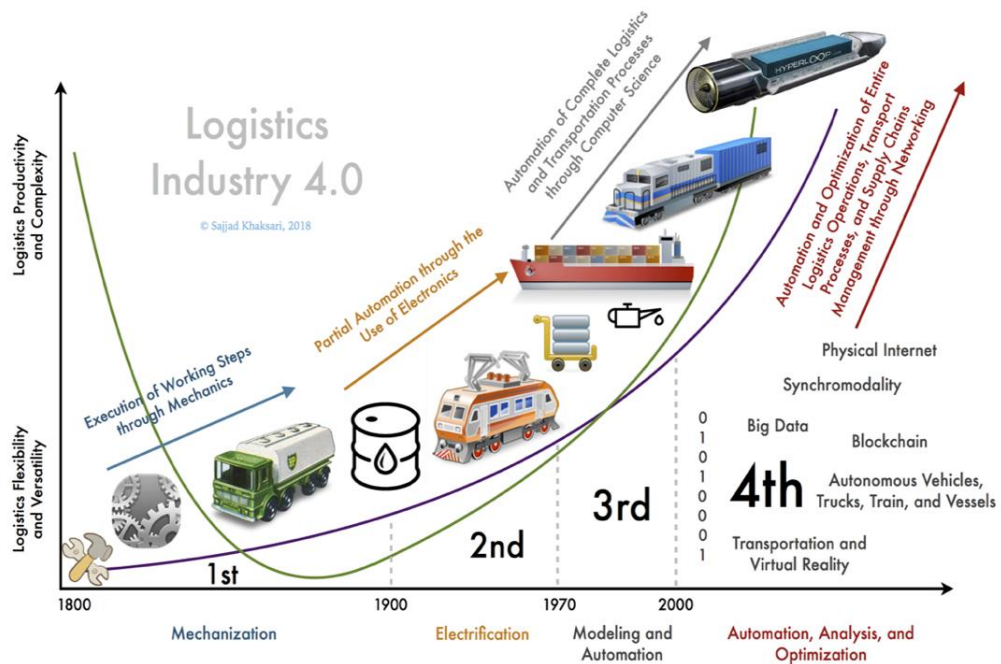 Logistics
Industry 4.0
© Sajjad Khaksari, 2018
Logistics Productivity
and Complexity
Logistics Flexibility
and Versatility
Execution of Working Steps
through Mechanics
Partial Automation through the
Use of Electronics
Automation of Complete Logistics
and Transportation Processes
through Computer Science
HYPERLOOP
Automation and Optimization of Entire
Logistics Operations, Transport
Processes, and Supply Chains
Management through Networking
Physical Internet
Synchromodality
Big Data
Blockchain
4th
Autonomous Vehicles,
Trucks, Train, and Vessels
Transportation and
Virtual Reality
0
1
0
1
0
0
0
1
3rd
2nd
1st
1800
1900
1970
2000
Mechanization
Electrification
Modeling and
Automation
Automation, Analysis, and
Optimization